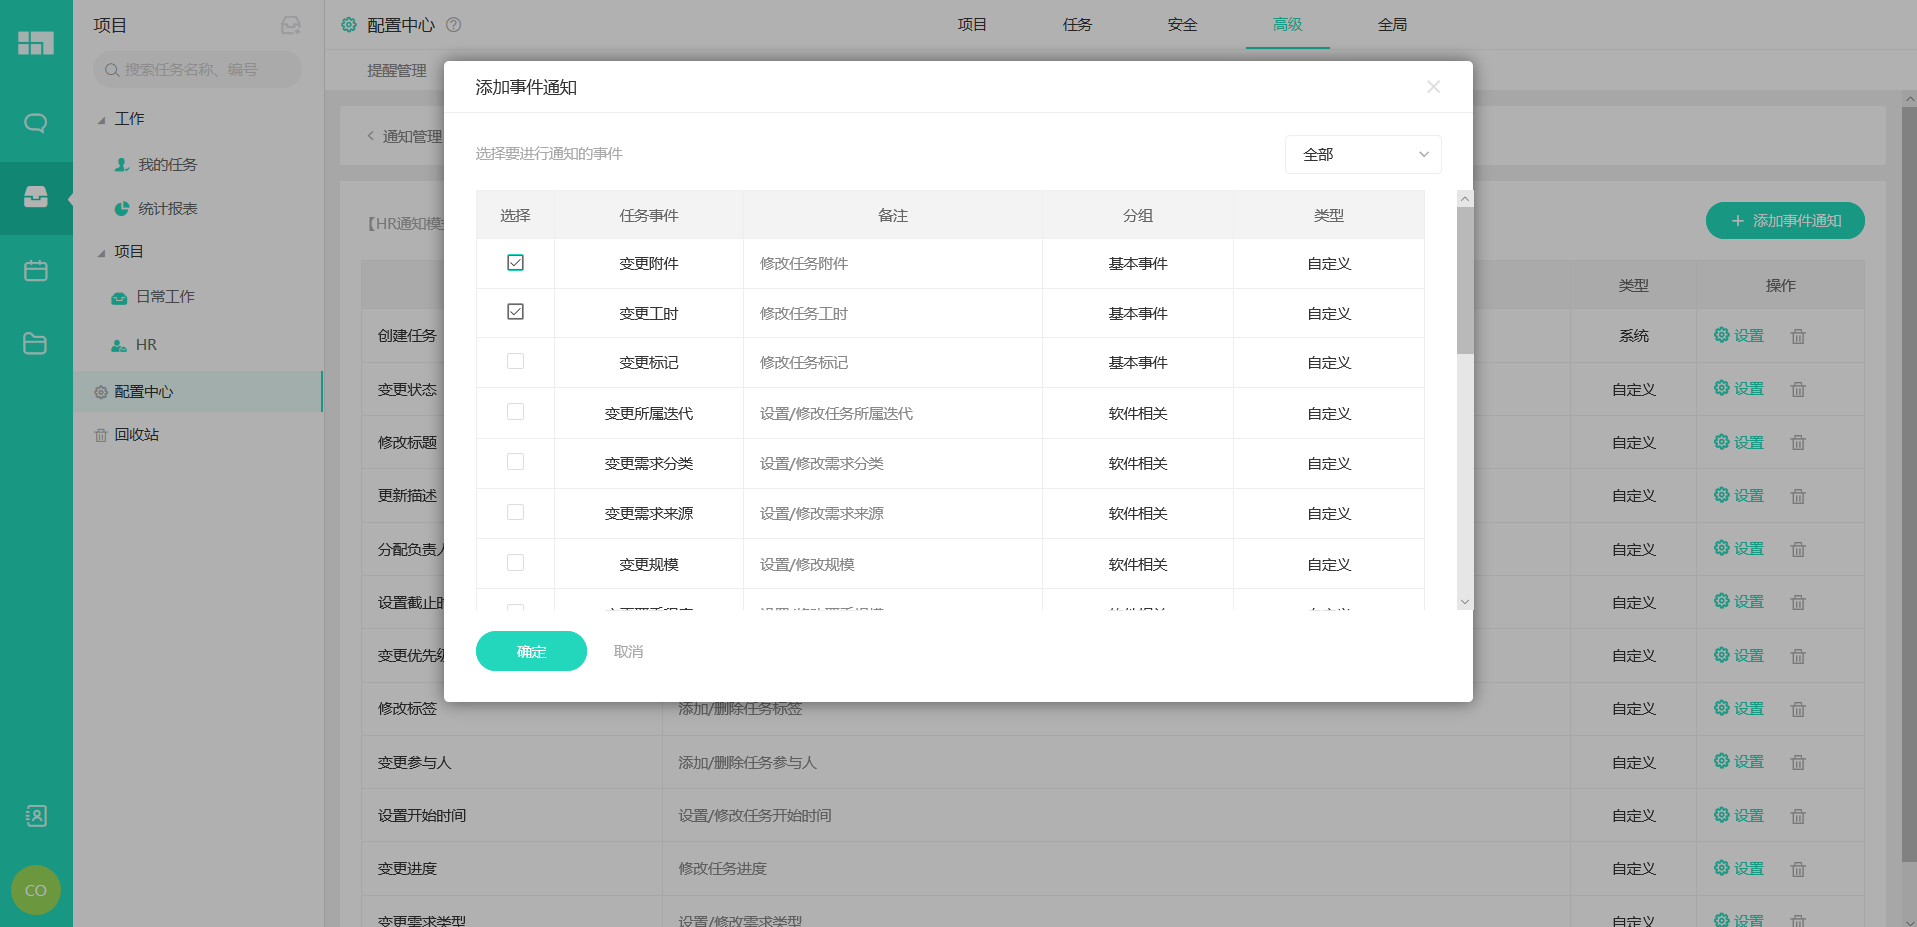 项目
搜索任务名称、编号
工作
我的任务
统计报表
项目
日常工作
HR
配置中心
回收站
CO
配置中心
项目 任务 安全 高级 全局
提醒管理
通知管理
【HR通知模
添加事件通知
类型 操作
创建任务 系统 设置
变更状态 自定义 设置
修改标题 自定义 设置
更新描述 自定义 设置
分配负责人 自定义 设置
设置截止时 自定义 设置
变更优先级 自定义 设置
修改标签 添加/删除任务标签 自定义 设置
变更参与人 添加/删除任务参与人 自定义 设置
设置开始时间 设置/修改任务开始时间 自定义 设置
变更进度 修改任务进度 自定义 设置
变更需求类型 设置/修改需求类型 自定义 设置
添加事件通知
选择要进行通知的事件 全部
选择 任务事件 备注 分组 类型
变更附件 修改任务附件 基本事件 自定义
变更工时 修改任务工时 基本事件 自定义
变更标记 修改任务标记 基本事件 自定义
变更所属迭代 设置/修改任务所属迭代 软件相关 自定义
变更需求分类 设置/修改需求分类 软件相关 自定义
变更需求来源 设置/修改需求来源 软件相关 自定义
变更规模 设置/修改规模 软件相关 自定义
确定 取消